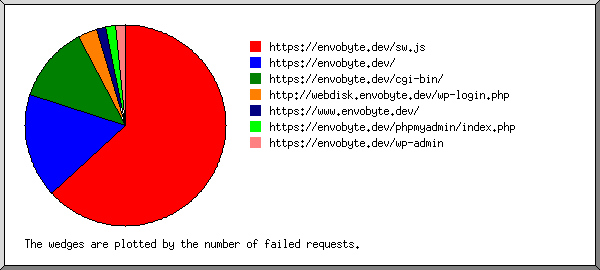 https://envobyte.dev/sw.js
https://envobyte.dev/
https://envobyte.dev/cgi-bin/
http://webdisk.envobyte.dev/wp-login.php
https://www.envobyte.dev/
https://envobyte.dev/phpmyadmin/index.php
https://envobyte.dev/wp-admin
The wedges are plotted by the number of failed requests.